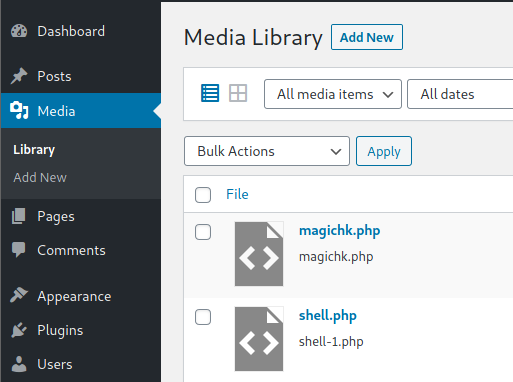 Dashboard
Posts
Media
Library
Add New
Pages
Comments
Appearance
Plugins
Users
Media Library Add New
All media items All dates
Bulk Actions Apply
File
magichk.php
magichk.php
shell.php
shell-1.php